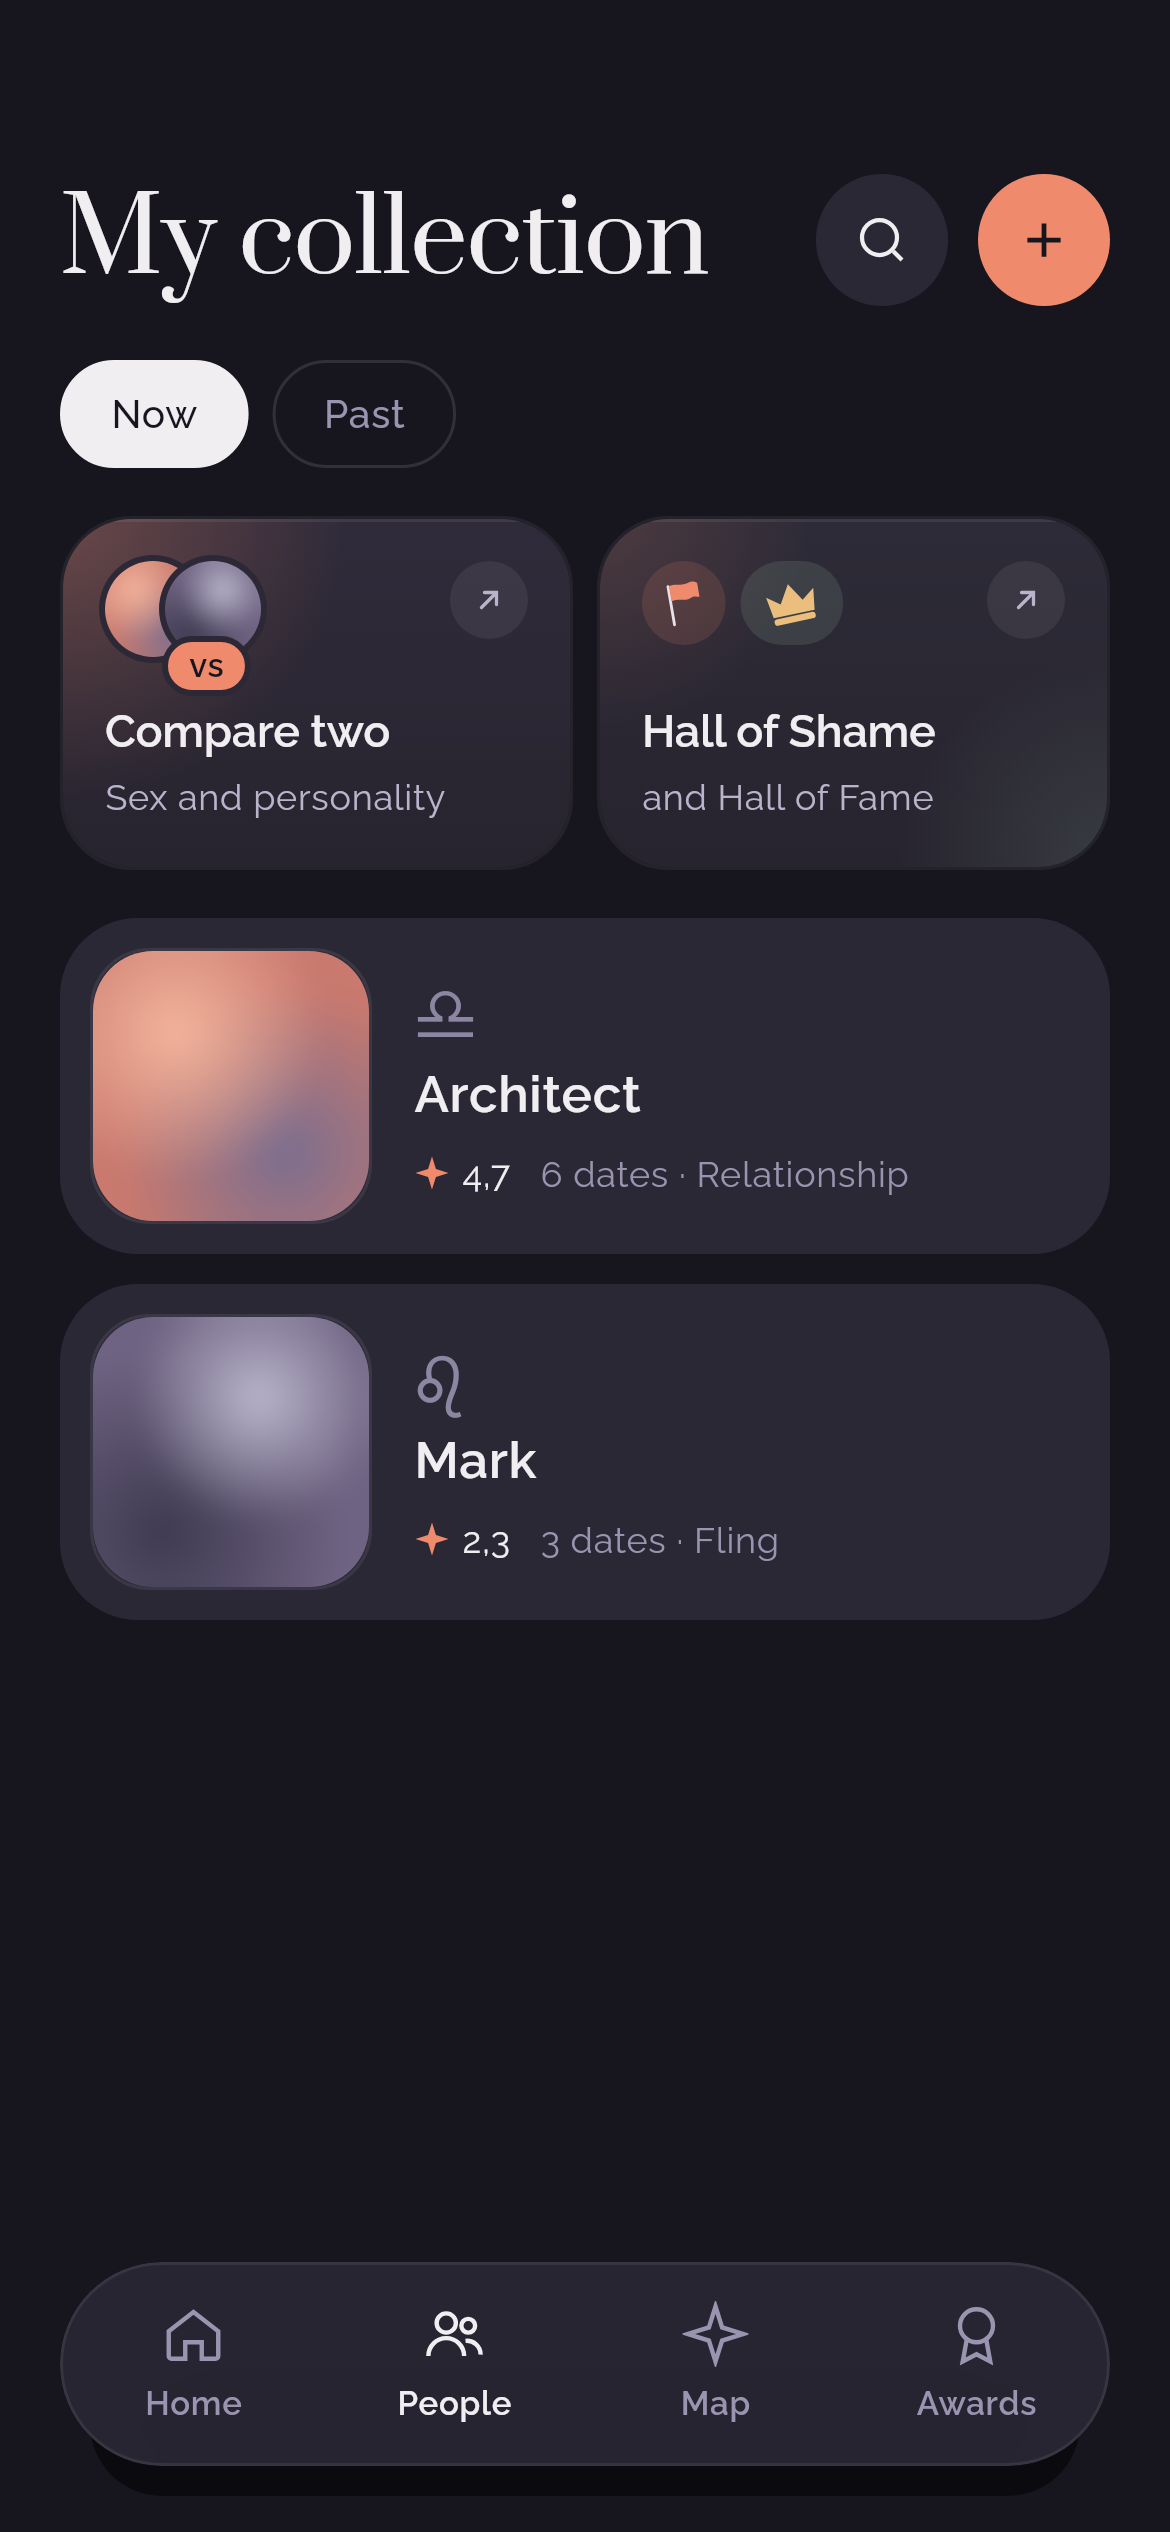 My collection
Now
Past
VS
Compare two
Sex and personality
Hall of Shame
and Hall of Fame
Architect
4,7 6 dates · Relationship
Mark
2,3 3 dates · Fling
Home
People
Map
Awards